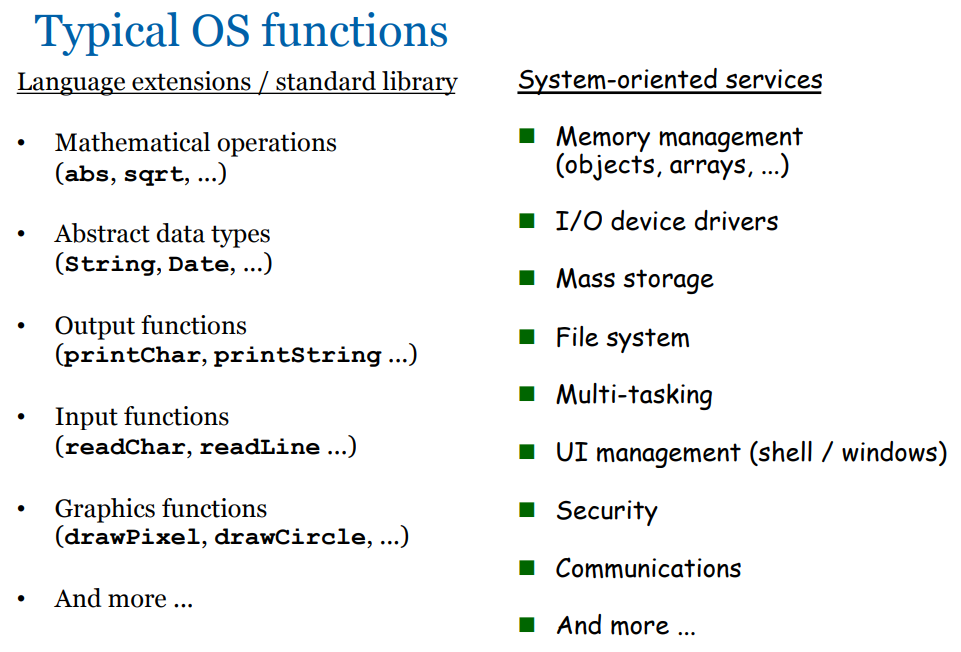 Typical OS functions
Language extensions / standard library
• Mathematical operations
(abs, sqrt, ...)
• Abstract data types
(String, Date, ...)
• Output functions
(printChar, printString ...)
• Input functions
(readChar, readLine ...)
• Graphics functions
(drawPixel, drawCircle, ...)
• And more ...
System-oriented services
■ Memory management
(objects, arrays, ...)
■ I/O device drivers
■ Mass storage
■ File system
■ Multi-tasking
■ UI management (shell / windows)
■ Security
■ Communications
■ And more ...